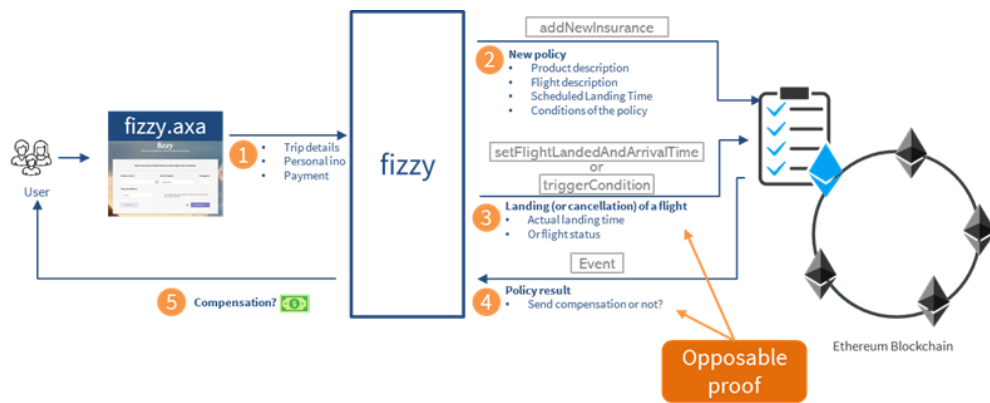 addNewInsurance
2 New policy
• Product description
• Flight description
• Scheduled Landing Time
• Conditions of the policy
fizzy.axa
fizzy
1 • Trip details
• Personal ino
• Payment
User
fizzy
setFlightLandedAndArrivalTime
or
triggerCondition
3 Landing (or cancellation) of a flight
• Actual landing time
• Or flight status
Event
4 Policy result
• Send compensation or not?
5 Compensation?
Ethereum Blockchain
Opposable
proof